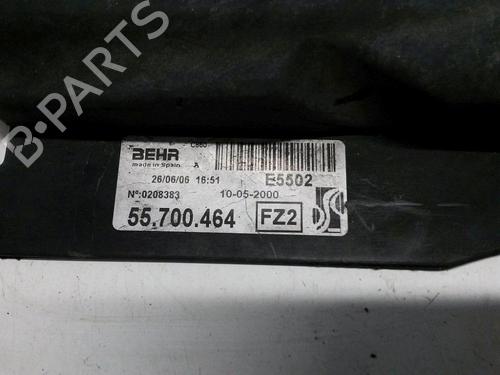 B-PARTS
BEHR
made in Spain
A
E5502
26/06/06 16:51
Nº:0208383
10-05-2000
55.700.464
FZ2